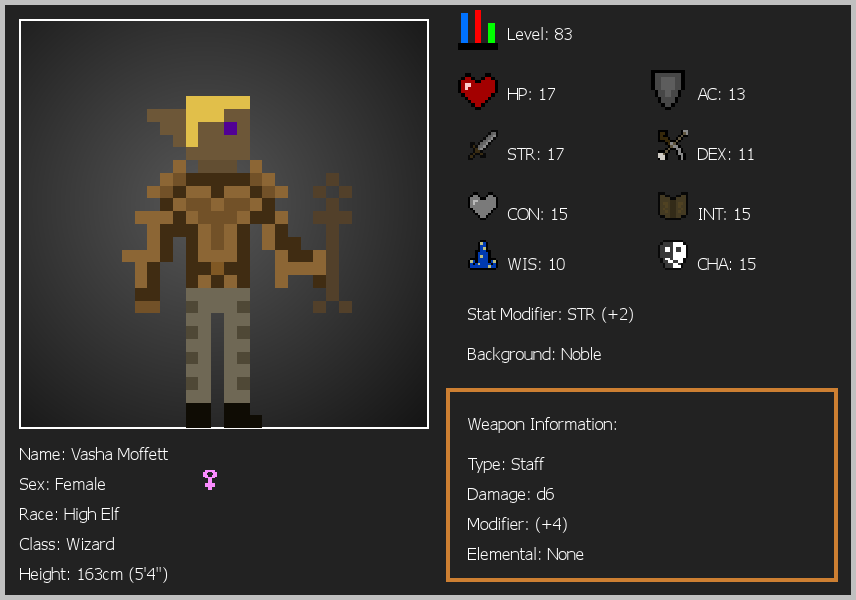 Level: 83
HP: 17
AC: 13
STR: 17
DEX: 11
CON: 15
INT: 15
WIS: 10
CHA: 15
Stat Modifier: STR (+2)
Background: Noble
Weapon Information:
Type: Staff
Damage: d6
Modifier: (+4)
Elemental: None
Name: Vasha Moffett
Sex: Female
Race: High Elf
Class: Wizard
Height: 163cm (5'4")